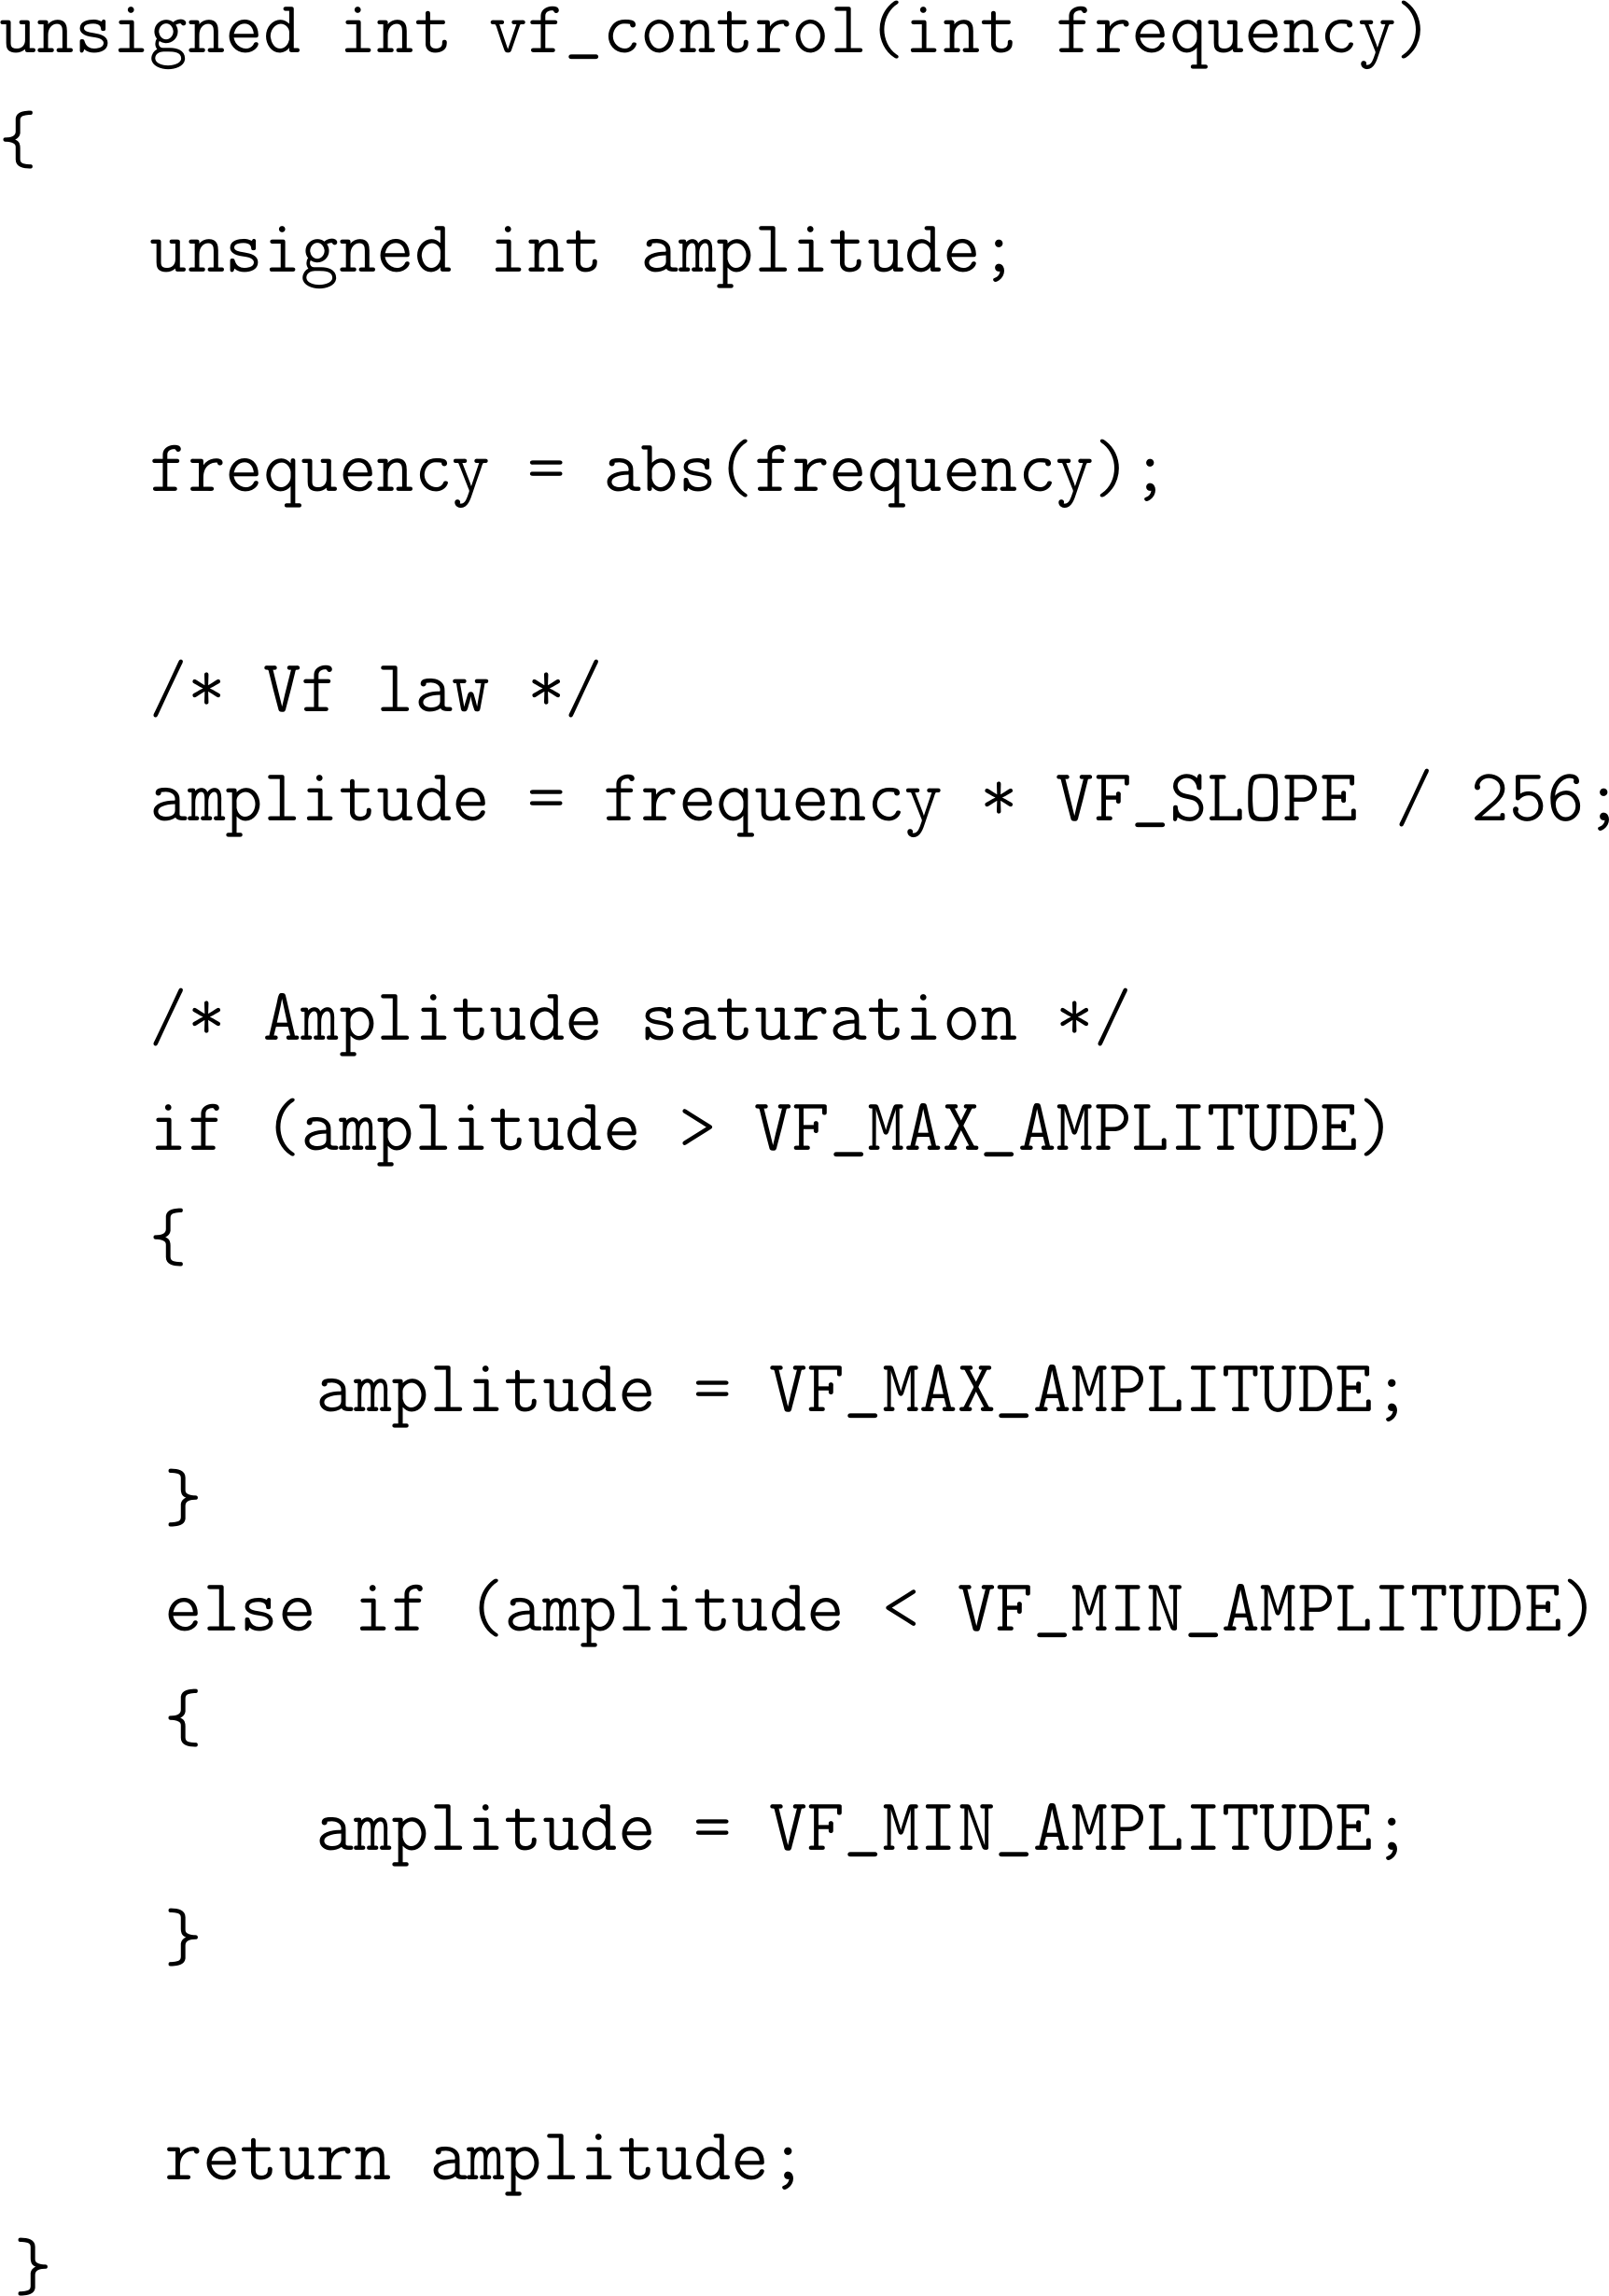 unsigned int vf_control(int frequency)
{
    unsigned int amplitude;
    frequency = abs(frequency);
    /* Vf law */
    amplitude = frequency * VF_SLOPE / 256;
    /* Amplitude saturation */
    if (amplitude > VF_MAX_AMPLITUDE)
    {
        amplitude = VF_MAX_AMPLITUDE;
    }
    else if (amplitude < VF_MIN_AMPLITUDE)
    {
        amplitude = VF_MIN_AMPLITUDE;
    }
    return amplitude;
}